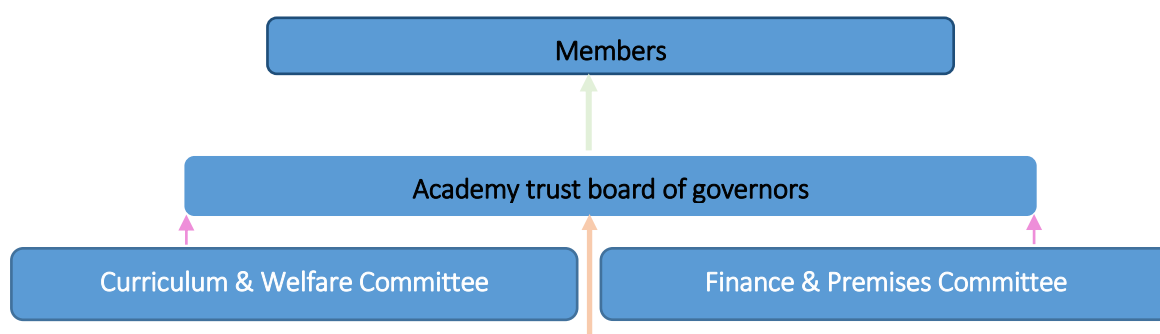 Members
Academy trust board of governors
Curriculum & Welfare Committee
Finance & Premises Committee